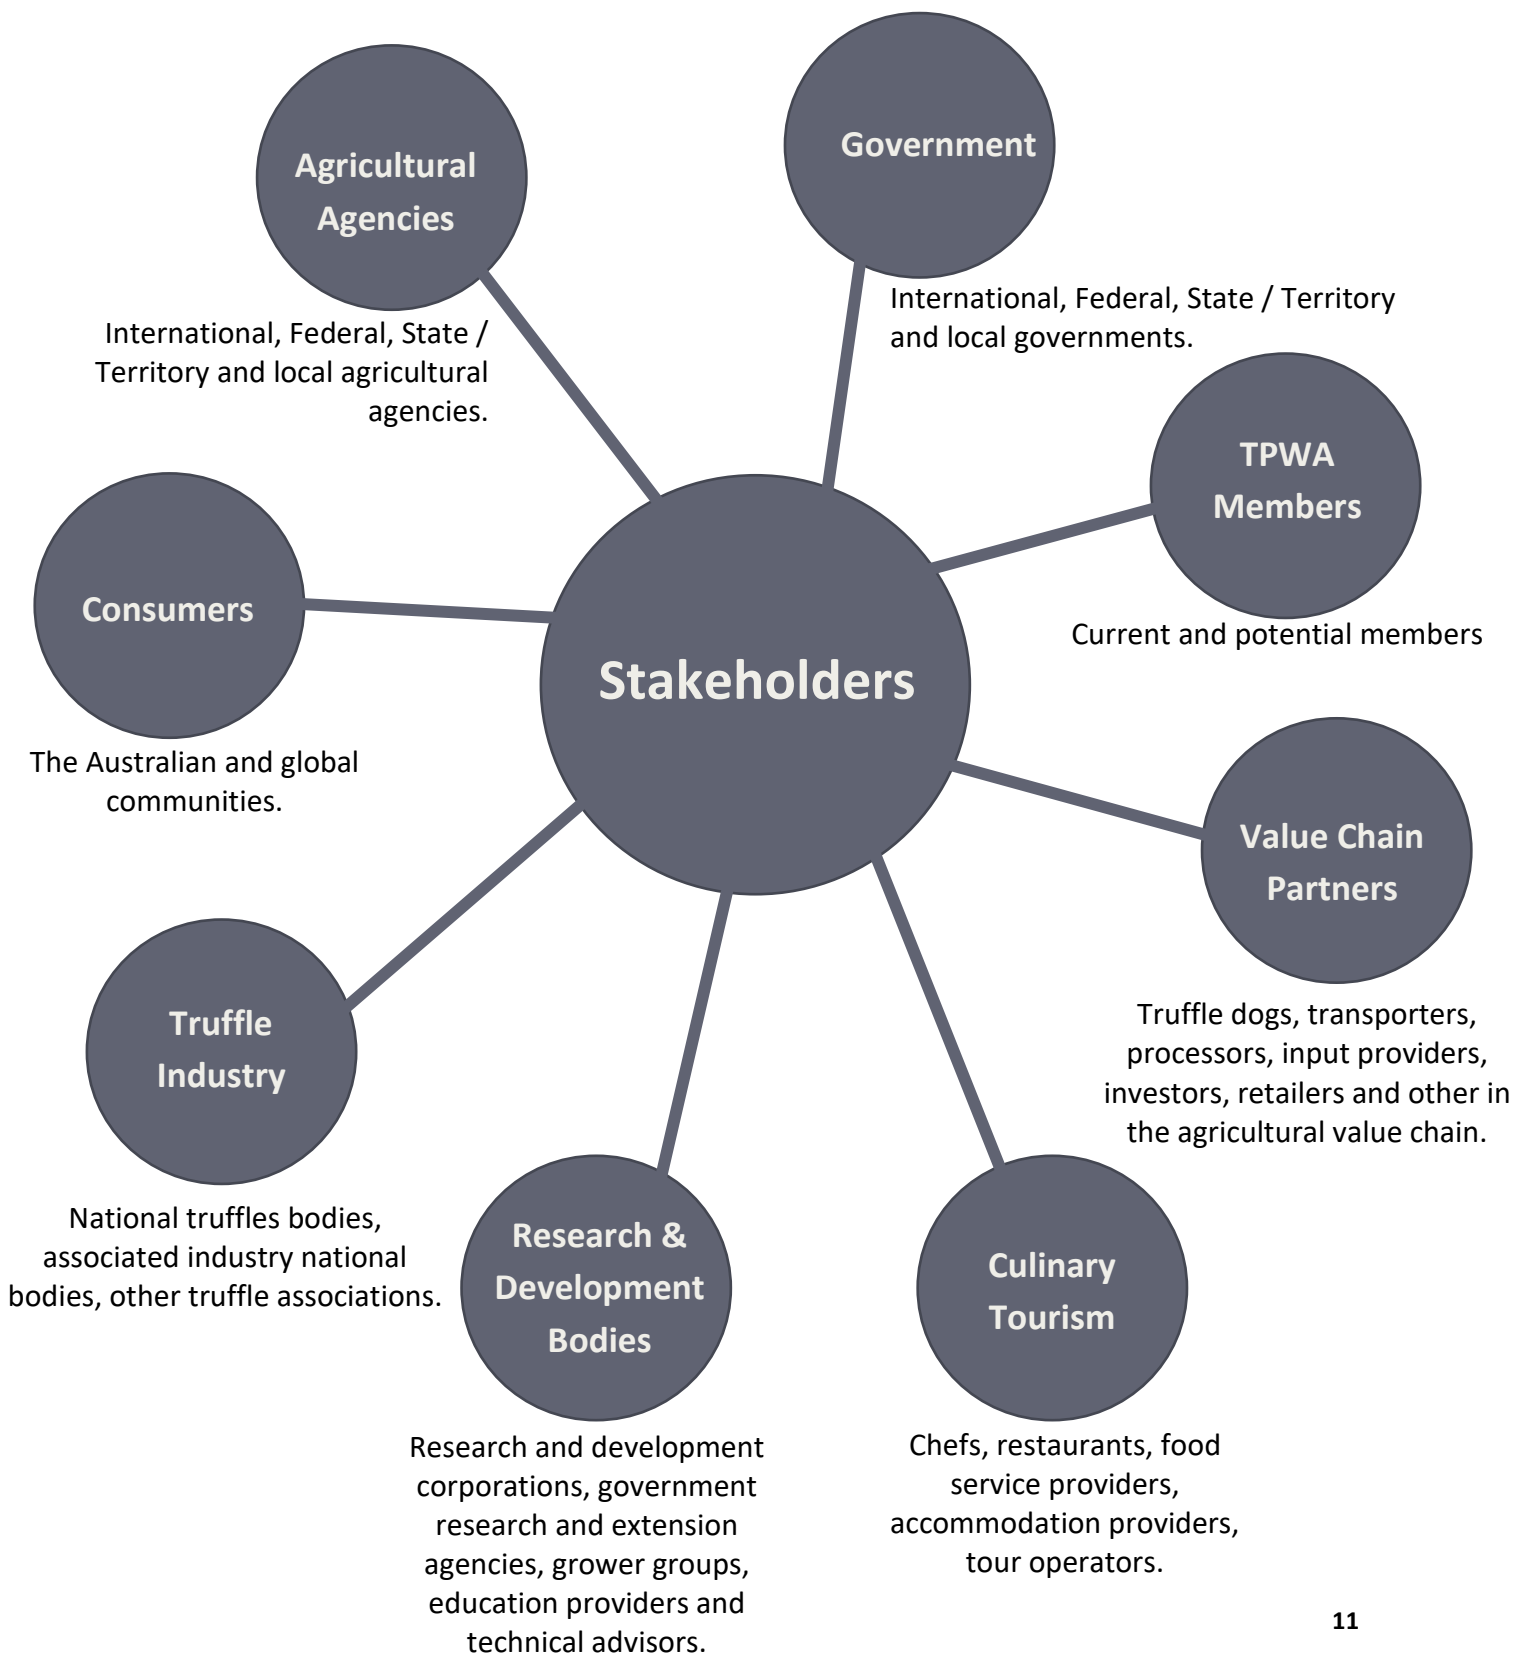 Agricultural
Agencies
International, Federal, State /
Territory and local agricultural
agencies.
Government
International, Federal, State / Territory
and local governments.
TPWA
Members
Current and potential members
Consumers
The Australian and global
communities.
Stakeholders
Value Chain
Partners
Truffle dogs, transporters,
processors, input providers,
investors, retailers and other in
the agricultural value chain.
Truffle
Industry
National truffles bodies,
associated industry national
bodies, other truffle associations.
Research &
Development
Bodies
Research and development
corporations, government
research and extension
agencies, grower groups,
education providers and
technical advisors.
Culinary
Tourism
Chefs, restaurants, food
service providers,
accommodation providers,
tour operators.
11